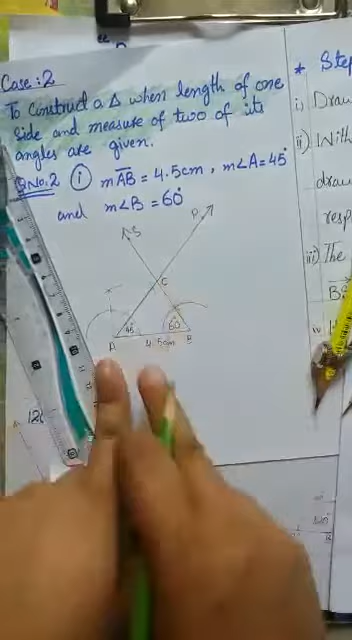 Case : 2
To Construct a Δ when length of one
side and measure of two of its
angles are given.
Q No. 2 (i) mAB = 4.5cm, m∠A = 45°
and m∠B = 60°
S
P
C
45°
60°
A
4.5cm
B
* Step
i) Draw
ii) With
draw
resp
iii) The
iv